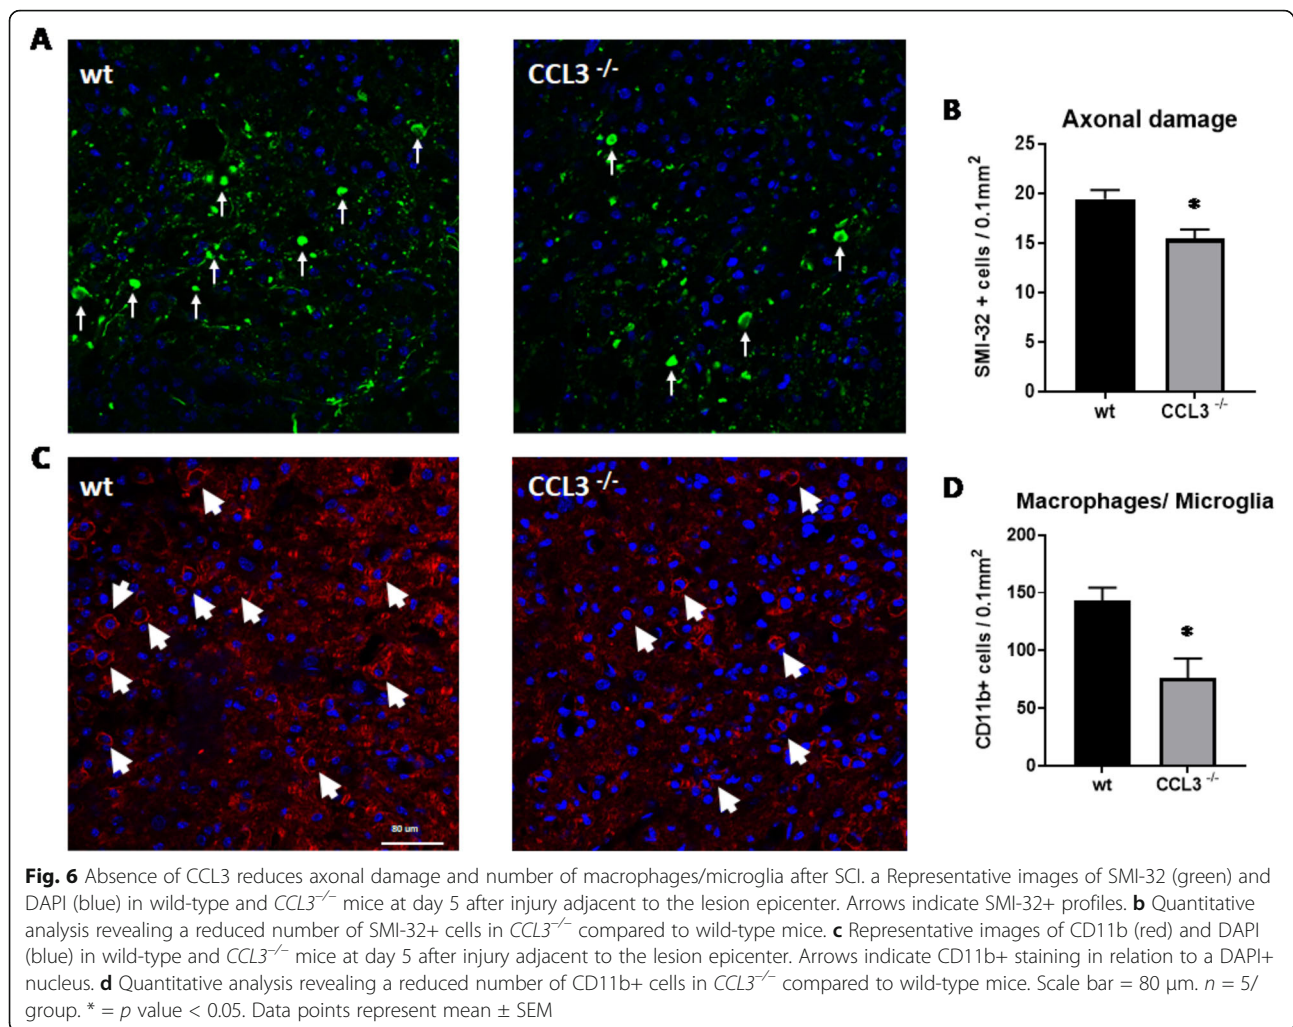 A
wt
CCL3 -/-
B
Axonal damage
SMI-32 + cells / 0.1mm2
25
20
15
10
5
0
*
wt
CCL3 -/-
C
wt
CCL3 -/-
80 um
D
Macrophages/ Microglia
CD11b+ cells / 0.1mm2
200
150
100
50
0
*
wt
CCL3 -/-
Fig. 6 Absence of CCL3 reduces axonal damage and number of macrophages/microglia after SCI. a Representative images of SMI-32 (green) and
DAPI (blue) in wild-type and CCL3−/− mice at day 5 after injury adjacent to the lesion epicenter. Arrows indicate SMI-32+ profiles. b Quantitative
analysis revealing a reduced number of SMI-32+ cells in CCL3−/− compared to wild-type mice. c Representative images of CD11b (red) and DAPI
(blue) in wild-type and CCL3−/− mice at day 5 after injury adjacent to the lesion epicenter. Arrows indicate CD11b+ staining in relation to a DAPI+
nucleus. d Quantitative analysis revealing a reduced number of CD11b+ cells in CCL3−/− compared to wild-type mice. Scale bar = 80 μm. n = 5/
group. * = p value < 0.05. Data points represent mean ± SEM